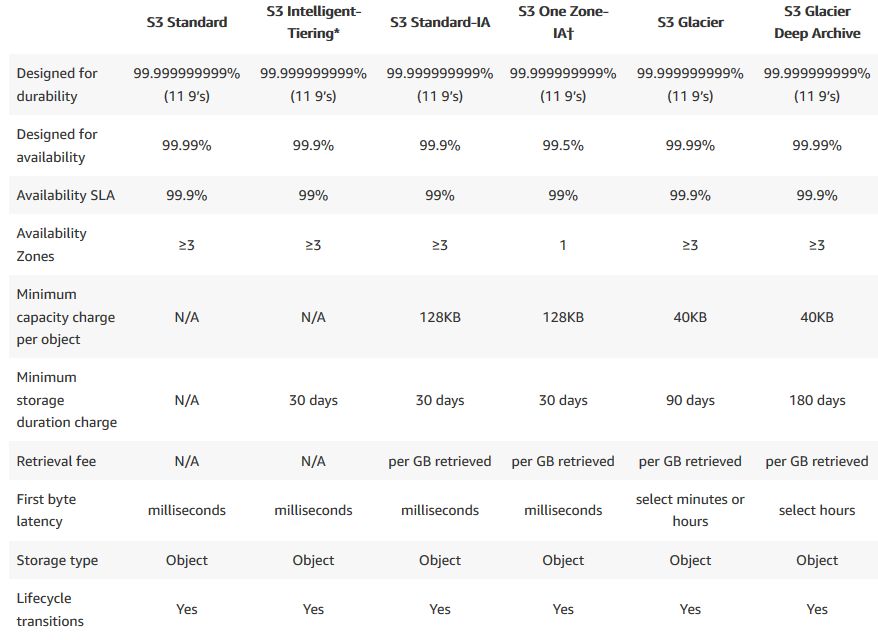 S3 Standard S3 Intelligent-Tiering* S3 Standard-IA S3 One Zone-IA† S3 Glacier S3 Glacier Deep Archive
Designed for durability 99.999999999% (11 9's) 99.999999999% (11 9's) 99.999999999% (11 9's) 99.999999999% (11 9's) 99.999999999% (11 9's) 99.999999999% (11 9's)
Designed for availability 99.99% 99.9% 99.9% 99.5% 99.99% 99.99%
Availability SLA 99.9% 99% 99% 99% 99.9% 99.9%
Availability Zones ≥3 ≥3 ≥3 1 ≥3 ≥3
Minimum capacity charge per object N/A N/A 128KB 128KB 40KB 40KB
Minimum storage duration charge N/A 30 days 30 days 30 days 90 days 180 days
Retrieval fee N/A N/A per GB retrieved per GB retrieved per GB retrieved per GB retrieved
First byte latency milliseconds milliseconds milliseconds milliseconds select minutes or hours select hours
Storage type Object Object Object Object Object Object
Lifecycle transitions Yes Yes Yes Yes Yes Yes